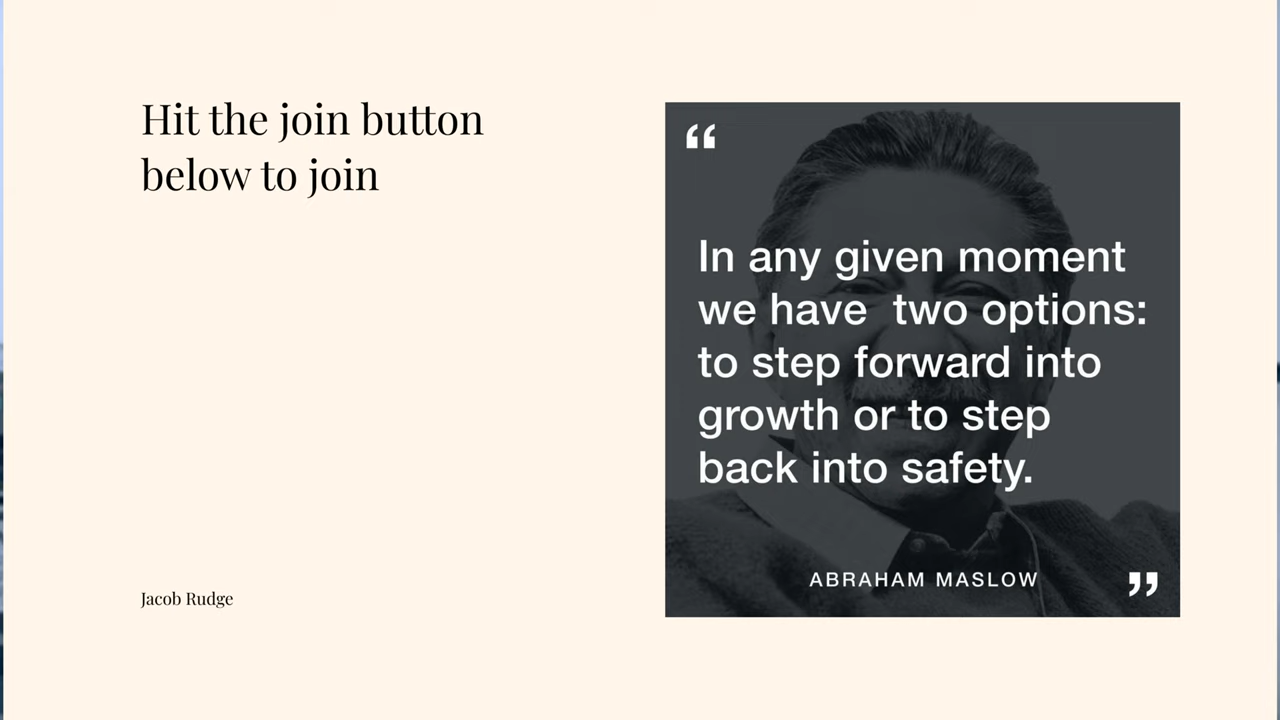 Hit the join button
below to join
“
In any given moment
we have  two options:
to step forward into
growth or to step
back into safety.
ABRAHAM MASLOW
”
Jacob Rudge